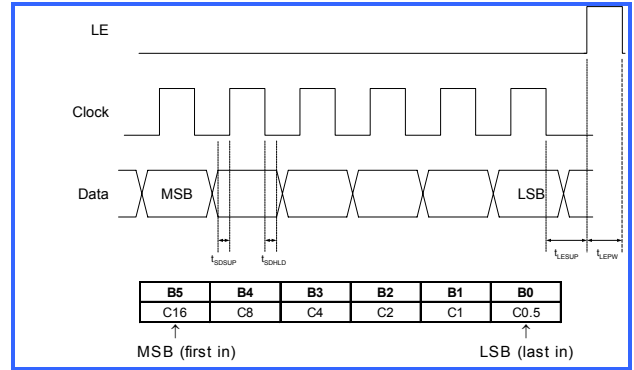 LE
Clock
Data MSB LSB
tSDSUP tSDHLD tLESUP tLEPW
B5 B4 B3 B2 B1 B0
C16 C8 C4 C2 C1 C0.5
↑ ↑
MSB (first in) LSB (last in)